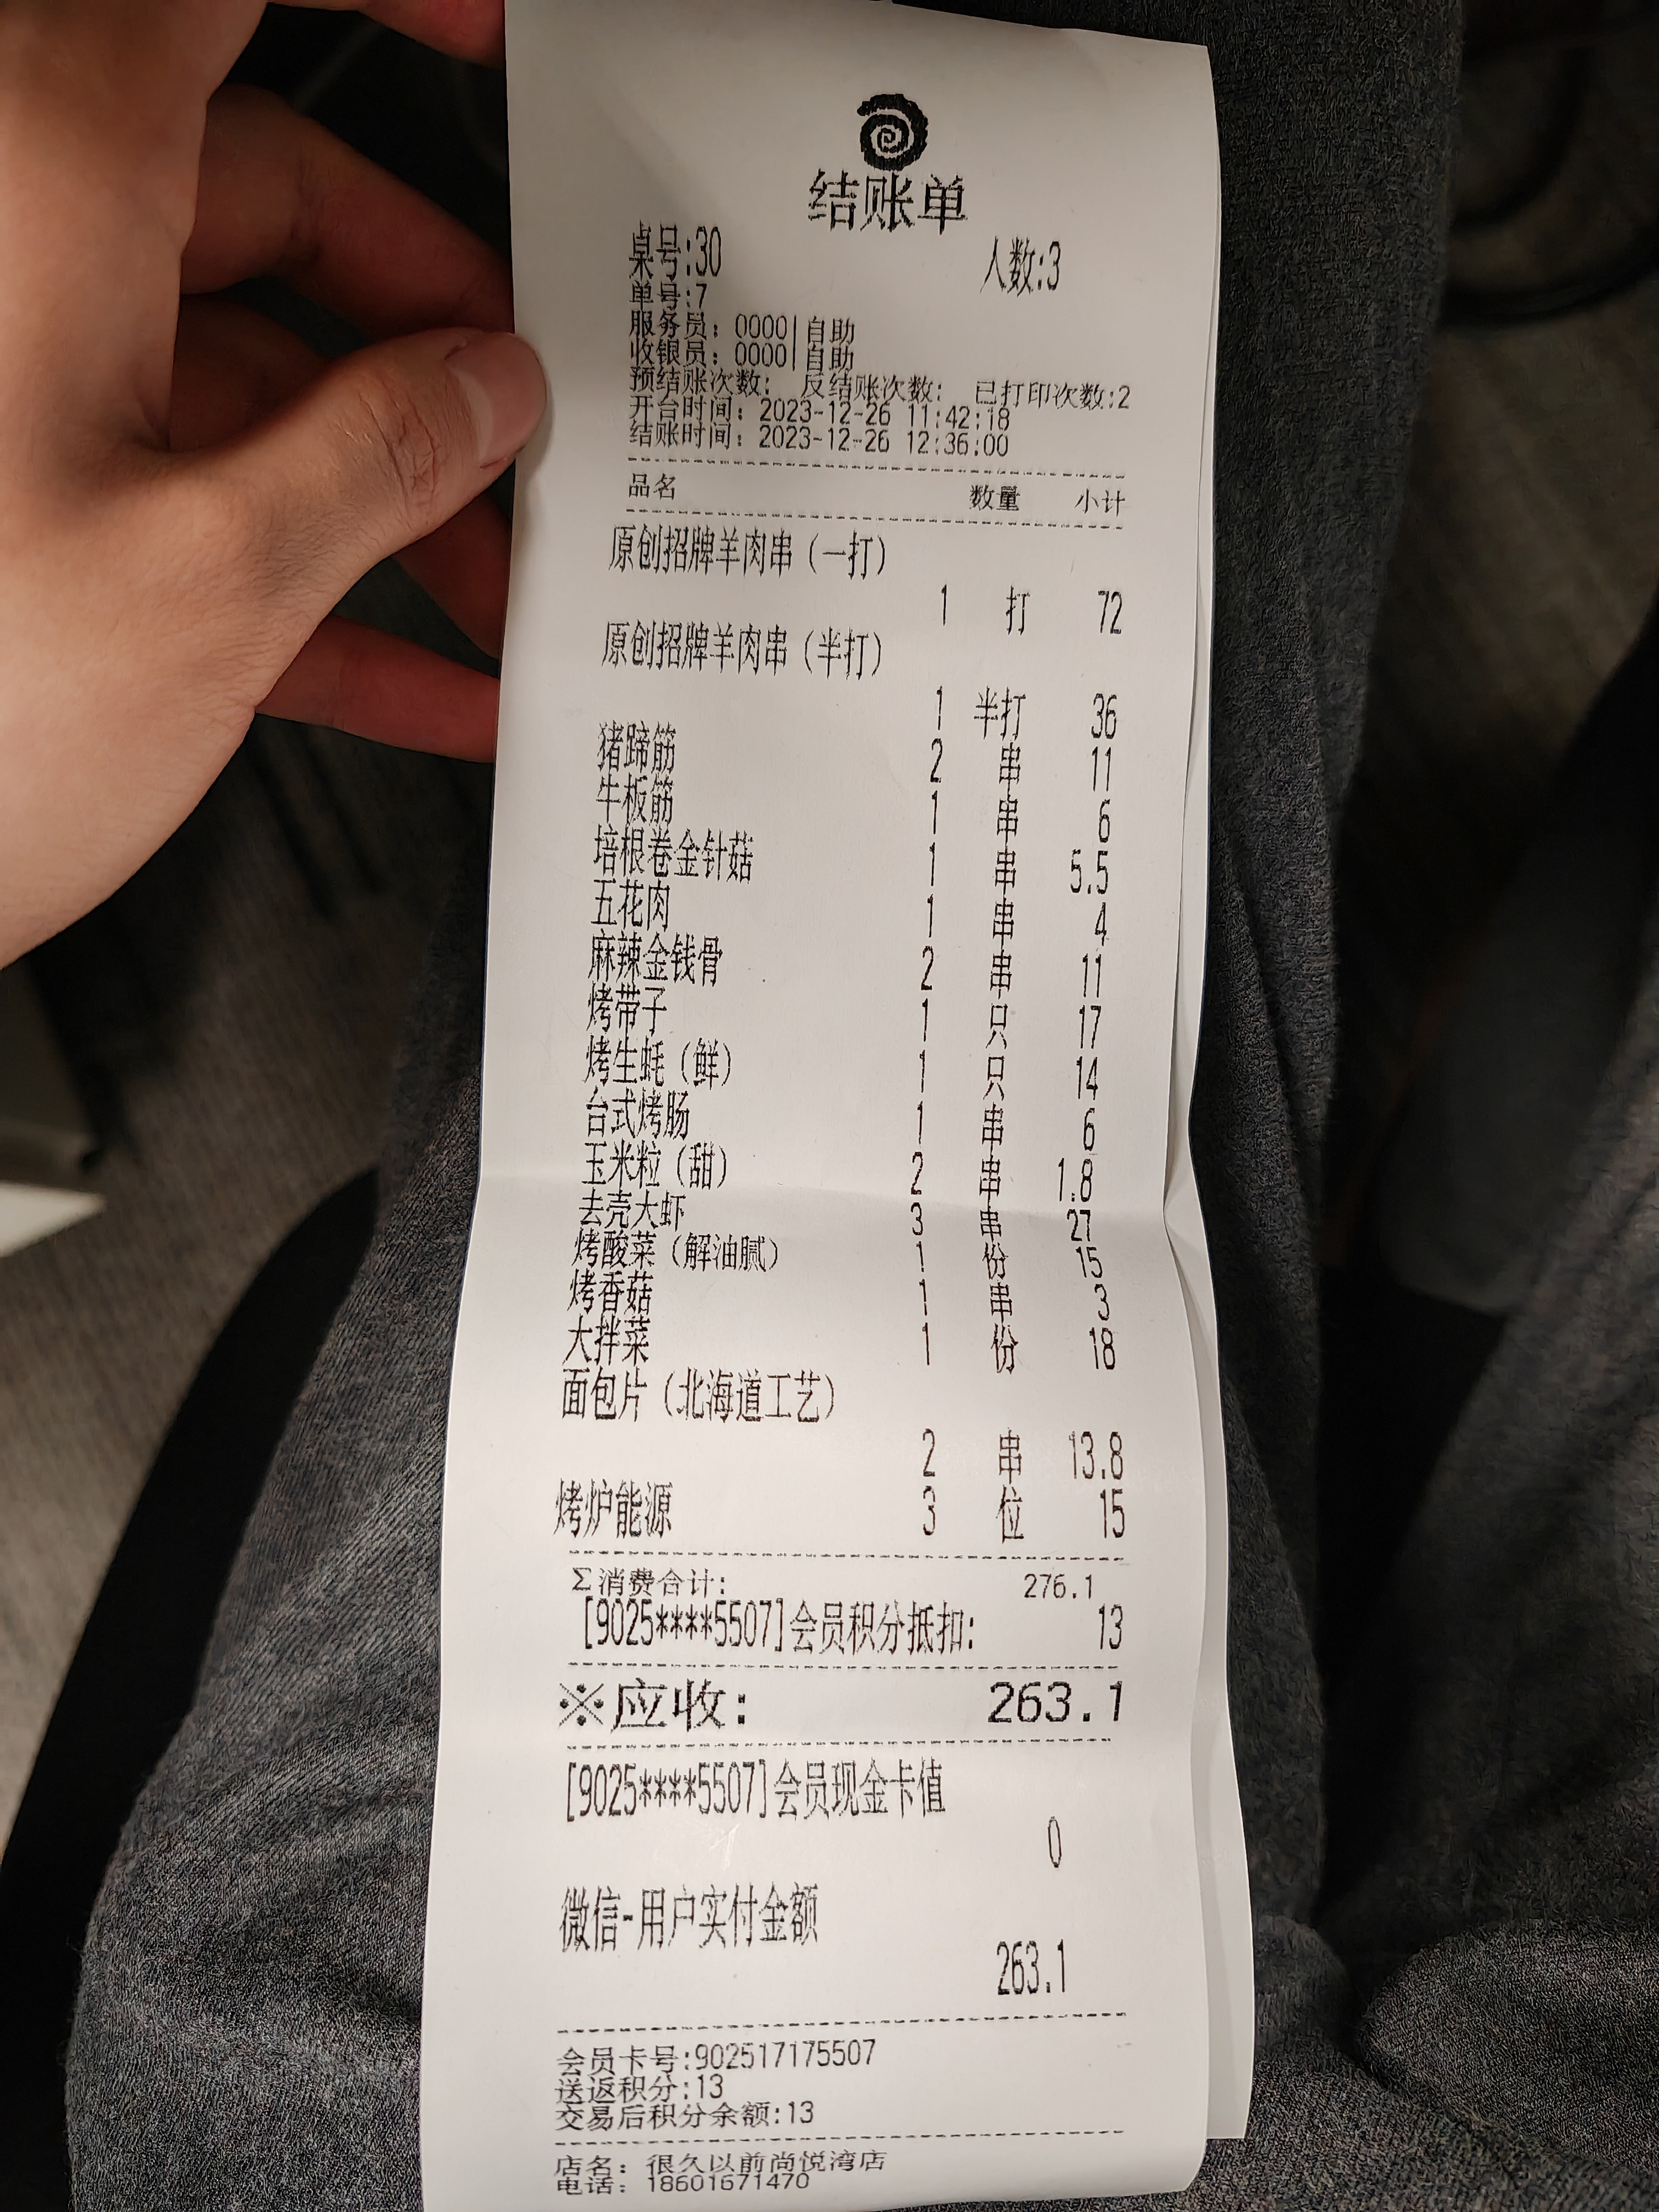 结账单
桌号:30 人数:3
单号:7
服务员: 0000|自助
收银员: 0000|自助
预结账次数: 反结账次数: 已打印次数:2
开台时间: 2023-12-26 11:42:18
结账时间: 2023-12-26 12:36:00
品名 数量 小计
原创招牌羊肉串(一打)
1 打 72
原创招牌羊肉串(半打)
1 半打 36
猪蹄筋 2 串 11
牛板筋 1 串 6
培根卷金针菇 1 串 5.5
五花肉 1 串 4
麻辣金钱骨 2 串 11
烤带子 1 只 17
烤生蚝(鲜) 1 只 14
台式烤肠 1 串 6
玉米粒(甜) 2 串 1.8
去壳大虾 3 串 27
烤酸菜(解油腻) 1 份 15
烤香菇 1 串 3
大拌菜 1 份 18
面包片(北海道工艺)
2 串 13.8
烤炉能源 3 位 15
Σ消费合计: 276.1
[9025****5507]会员积分抵扣: 13
※应收: 263.1
[9025****5507]会员现金卡值
0
微信-用户实付金额
263.1
会员卡号:902517175507
送返积分:13
交易后积分余额:13
店名: 很久以前尚悦湾店
电话: 18601671470